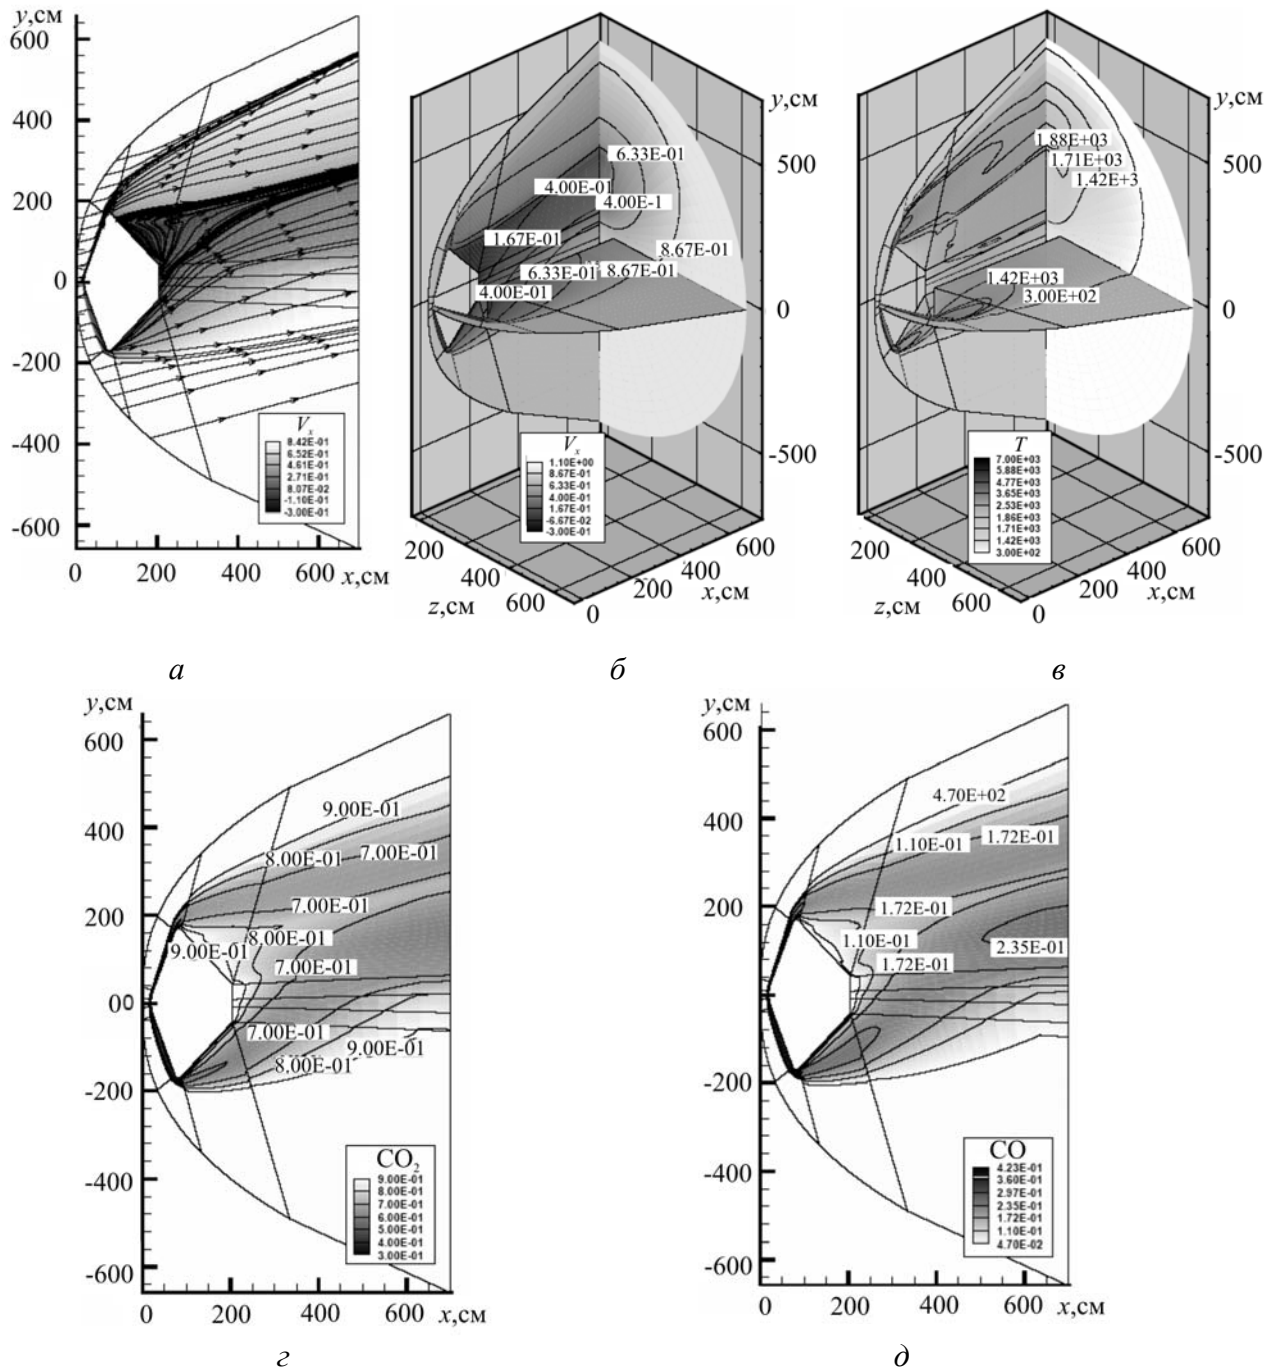 y,см
600
400
200
0
-200
-400
-600
0
200
400
600 x,см
V_x
8.42E-01
6.52E-01
4.61E-01
2.71E-01
8.07E-02
-1.10E-01
-3.00E-01
а
y,см
500
0
-500
6.33E-01
4.00E-01
4.00E-1
1.67E-01
8.67E-01
6.33E-01
8.67E-01
4.00E-01
V_x
1.10E+00
8.67E-01
6.33E-01
4.00E-01
1.67E-01
-6.67E-02
-3.00E-01
200
400
600
z,см
0
200
400
600
x,см
б
y,см
500
0
-500
1.88E+03
1.71E+03
1.42E+3
1.42E+03
3.00E+02
T
7.00E+03
5.88E+03
4.77E+03
3.65E+03
2.53E+03
1.86E+03
1.71E+03
1.42E+03
3.00E+02
200
400
600
z,см
0
200
400
600
x,см
в
y,см
600
400
200
00
-200
-400
-600
9.00E-01
8.00E-01
7.00E-01
7.00E-01
8.00E-01
9.00E-01
7.00E-01
7.00E-01
9.00E-01
8.00E-01
CO₂
9.00E-01
8.00E-01
7.00E-01
6.00E-01
5.00E-01
4.00E-01
3.00E-01
0
200
400
600 x,см
г
y,см
600
400
200
0
-200
-400
-600
4.70E+02
1.10E-01
1.72E-01
1.72E-01
1.10E-01
2.35E-01
1.72E-01
CO
4.23E-01
3.60E-01
2.97E-01
2.35E-01
1.72E-01
1.10E-01
4.70E-02
0
200
400
600 x,см
д